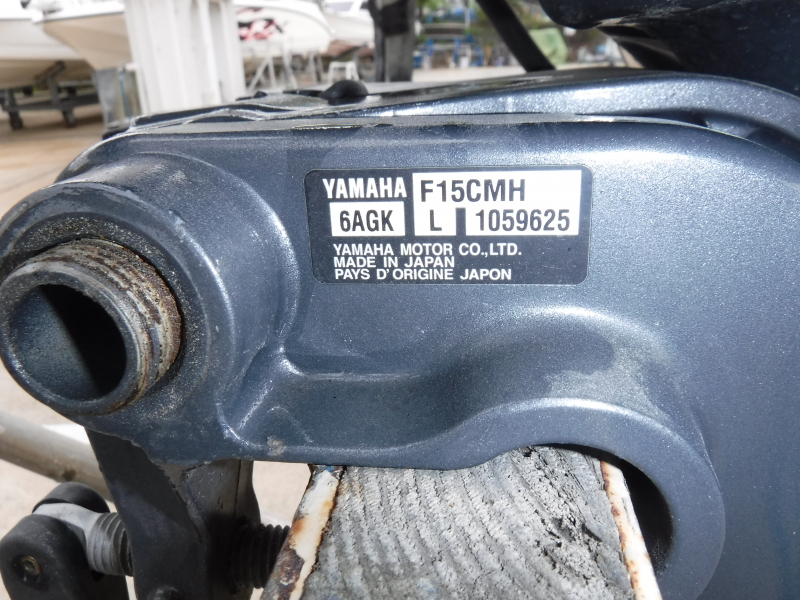 YAMAHA F15CMH
6AGK L 1059625
YAMAHA MOTOR CO.,LTD.
MADE IN JAPAN
PAYS D'ORIGINE JAPON